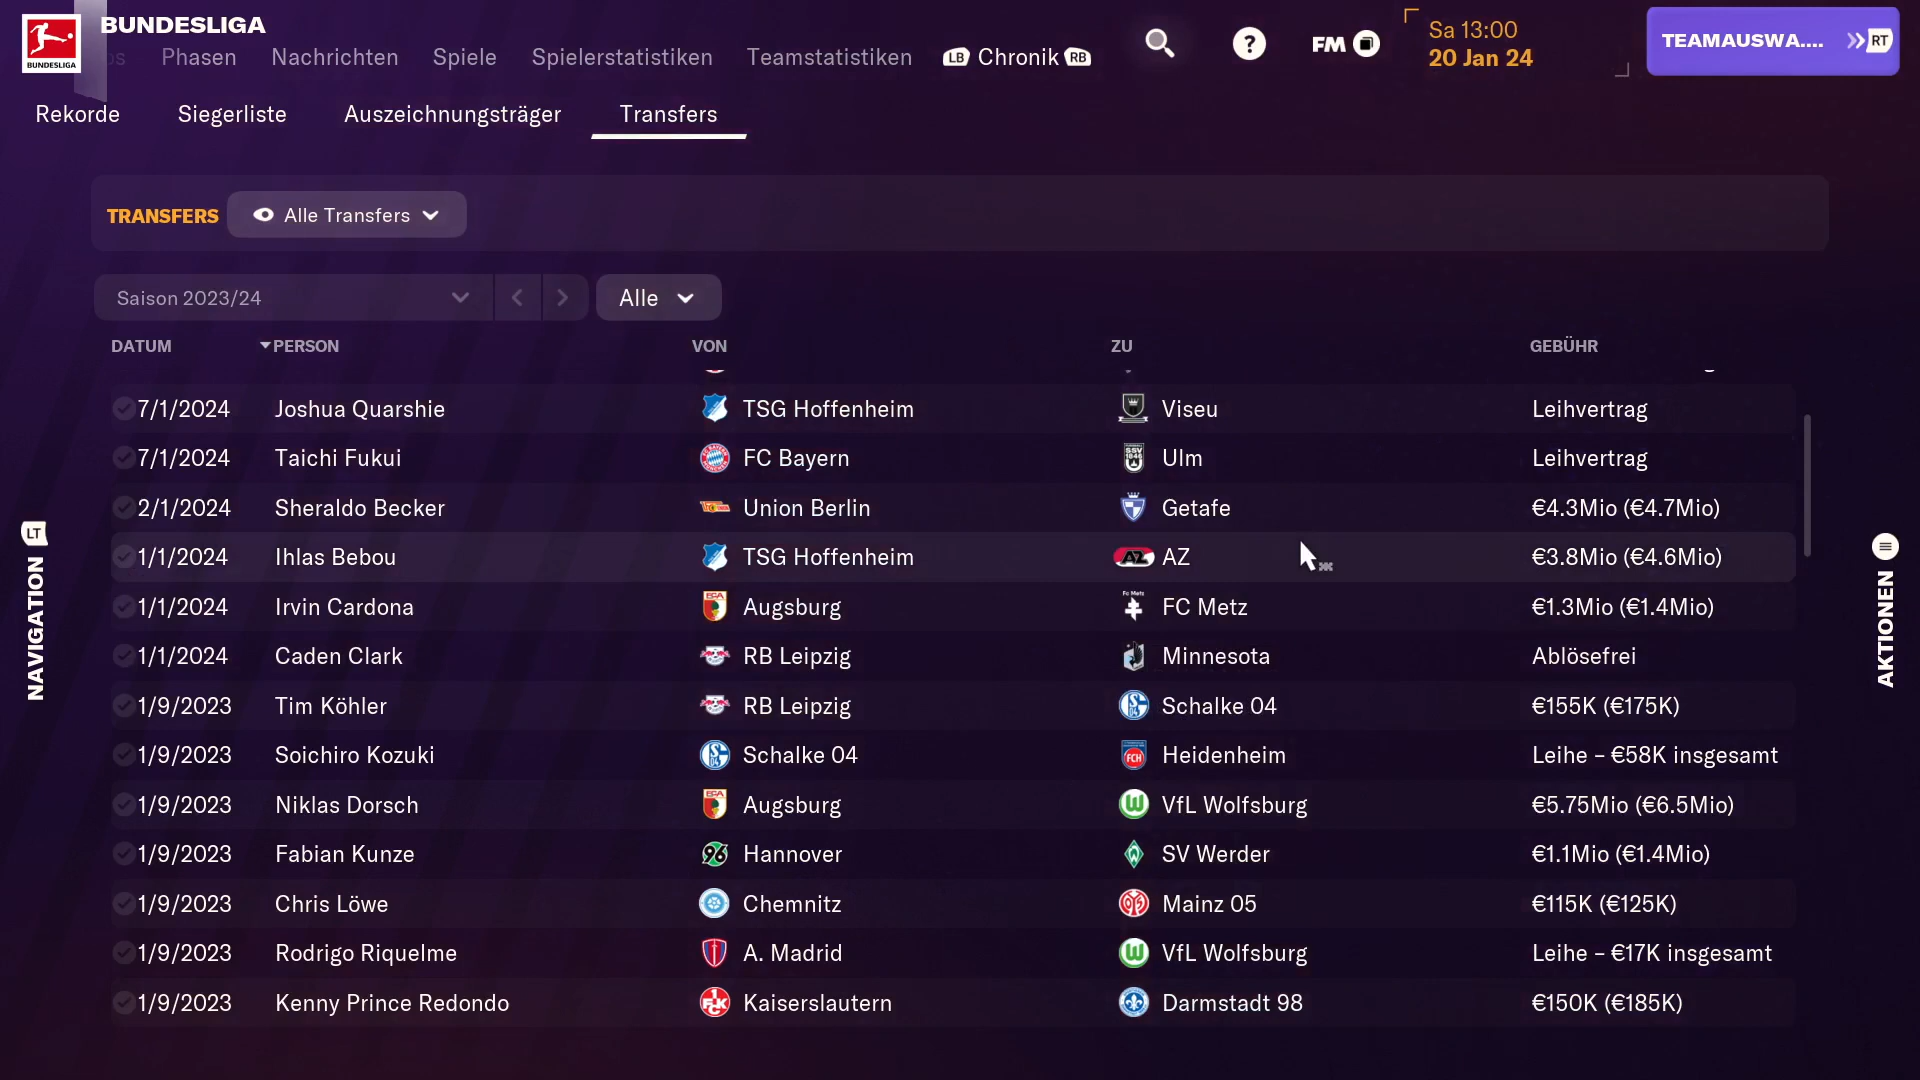 BUNDESLIGA
Phasen Nachrichten Spiele Spielerstatistiken Teamstatistiken LB Chronik RB
FM
Sa 13:00
20 Jan 24
TEAMAUSWA.... RT
BUNDESLIGA
Rekorde Siegerliste Auszeichnungsträger Transfers
TRANSFERS Alle Transfers
Saison 2023/24 Alle
DATUM PERSON VON ZU GEBÜHR
7/1/2024 Joshua Quarshie TSG Hoffenheim Viseu Leihvertrag
7/1/2024 Taichi Fukui FC Bayern Ulm Leihvertrag
2/1/2024 Sheraldo Becker Union Berlin Getafe €4.3Mio (€4.7Mio)
1/1/2024 Ihlas Bebou TSG Hoffenheim AZ €3.8Mio (€4.6Mio)
1/1/2024 Irvin Cardona Augsburg FC Metz €1.3Mio (€1.4Mio)
1/1/2024 Caden Clark RB Leipzig Minnesota Ablösefrei
1/9/2023 Tim Köhler RB Leipzig Schalke 04 €155K (€175K)
1/9/2023 Soichiro Kozuki Schalke 04 Heidenheim Leihe – €58K insgesamt
1/9/2023 Niklas Dorsch Augsburg VfL Wolfsburg €5.75Mio (€6.5Mio)
1/9/2023 Fabian Kunze Hannover SV Werder €1.1Mio (€1.4Mio)
1/9/2023 Chris Löwe Chemnitz Mainz 05 €115K (€125K)
1/9/2023 Rodrigo Riquelme A. Madrid VfL Wolfsburg Leihe – €17K insgesamt
1/9/2023 Kenny Prince Redondo Kaiserslautern Darmstadt 98 €150K (€185K)
NAVIGATION LT
AKTIONEN